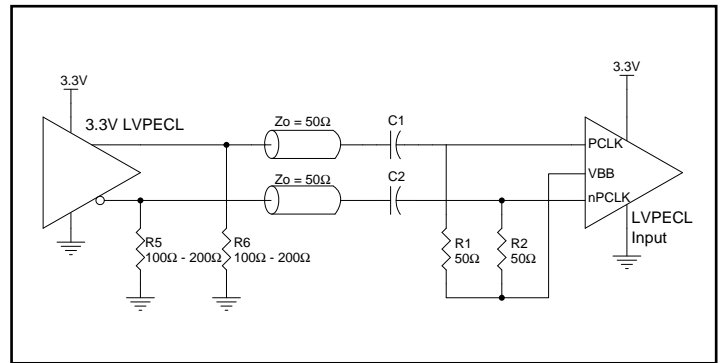 3.3V
3.3V LVPECL
Zo = 50Ω
C1
3.3V
PCLK
VBB
nPCLK
Zo = 50Ω
C2
LVPECL
Input
R5
100Ω - 200Ω
R6
100Ω - 200Ω
R1
50Ω
R2
50Ω